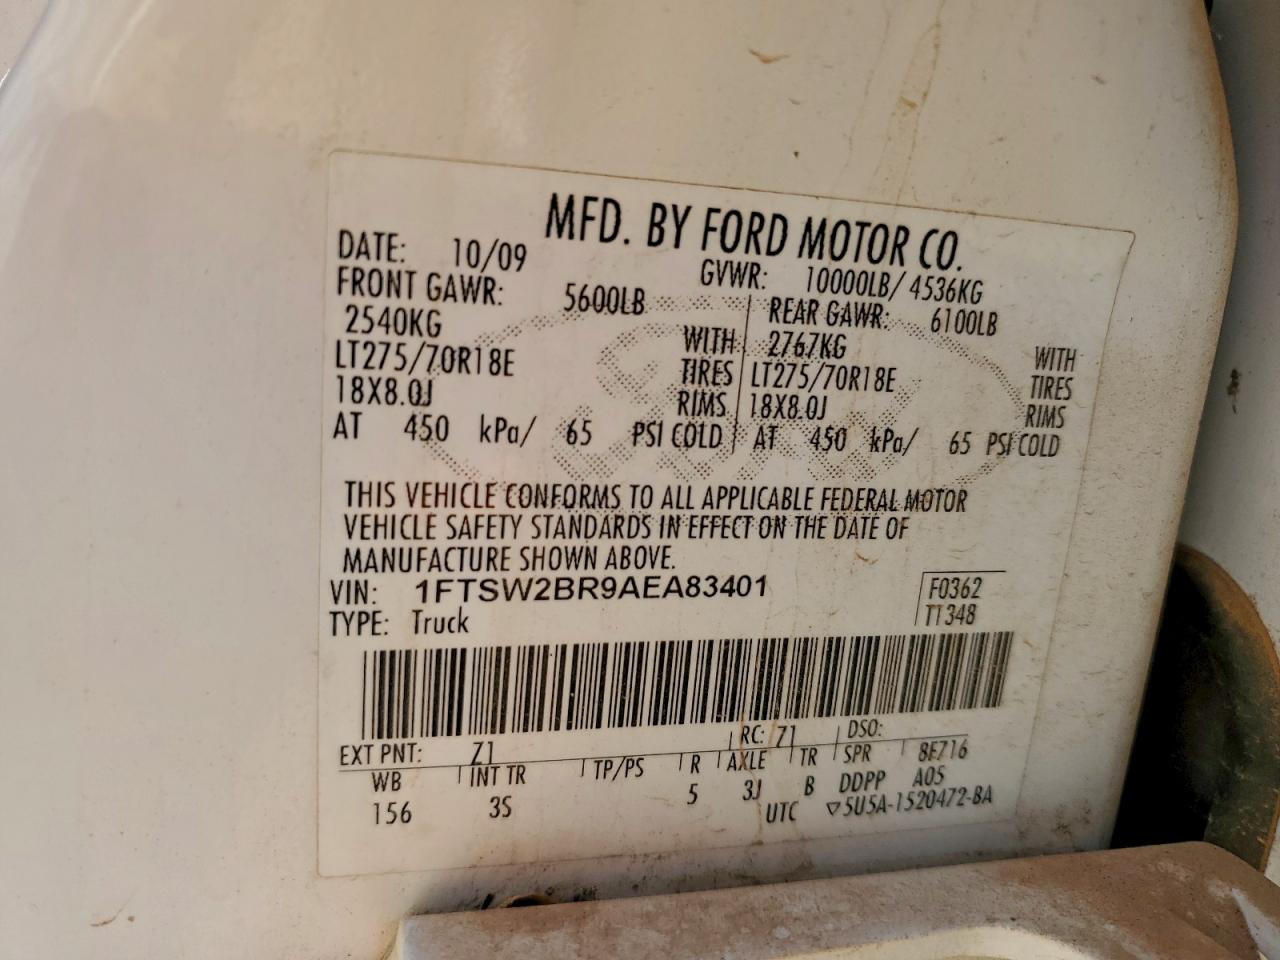 MFD. BY FORD MOTOR CO.
DATE: 10/09 GVWR: 10000LB/ 4536KG
FRONT GAWR: 5600LB REAR GAWR: 6100LB
2540KG WITH 2767KG WITH
LT275/70R18E TIRES LT275/70R18E TIRES
18X8.0J RIMS 18X8.0J RIMS
AT 450 kPa/ 65 PSI COLD AT 450 kPa/ 65 PSI COLD
THIS VEHICLE CONFORMS TO ALL APPLICABLE FEDERAL MOTOR
VEHICLE SAFETY STANDARDS IN EFFECT ON THE DATE OF
MANUFACTURE SHOWN ABOVE.
VIN: 1FTSW2BR9AEA83401 F0362
TYPE: Truck T1348
EXT PNT: Z1 RC: 71 DSO:
WB INT TR TP/PS R AXLE TR SPR 8E716
156 3S 5 3J B DDPP A05
UTC ▽5U5A-1520472-BA